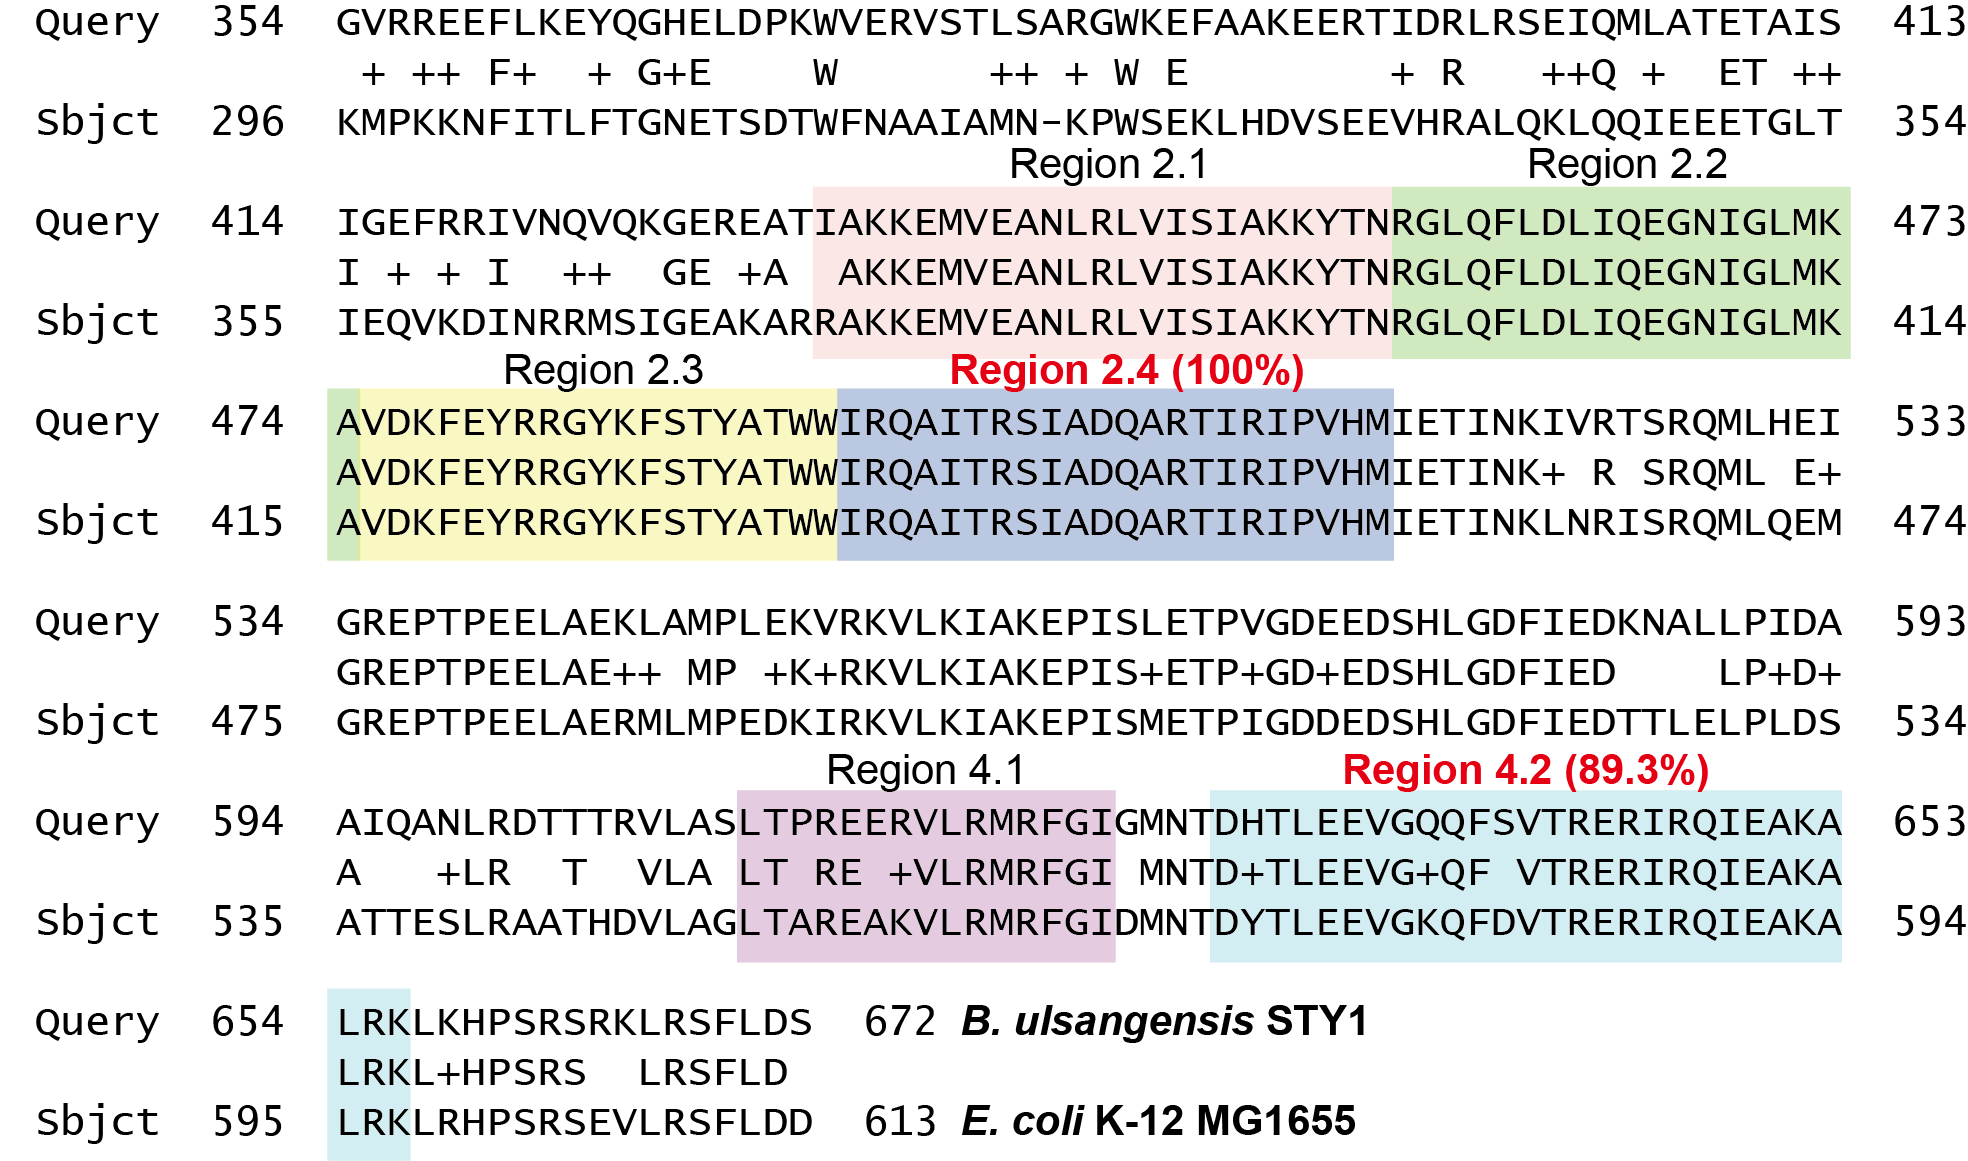 Query 354 GVRREEFLKEYQGHELDPKWVERVSTLSARGWKEFAAKEERTIDRLRSEIQMLATETAIS 413
+ ++ F+ + G+E W ++ + W E + R ++Q + ET ++
Sbjct 296 KMPKKNFITLFTGNETSDTWFNAAIAMN-KPWSEKLHDVSEEVHRALQKLQQIEEETGLT 354
Region 2.1 Region 2.2
Query 414 IGEFRRIVNQVQKGEREATIAKKEMVEANLRLVISIAKKYTNRGLQFLDLIQEGNIGLMK 473
I + + I ++ GE +A AKKEMVEANLRLVISIAKKYTNRGLQFLDLIQEGNIGLMK
Sbjct 355 IEQVKDINRRMSIGEAKARRAKKEMVEANLRLVISIAKKYTNRGLQFLDLIQEGNIGLMK 414
Region 2.3 Region 2.4 (100%)
Query 474 AVDKFEYRRGYKFSTYATWWIRQAITRSIADQARTIRIPVHMIETINKIVRTSRQMLHEI 533
AVDKFEYRRGYKFSTYATWWIRQAITRSIADQARTIRIPVHMIETINK+ R SRQML E+
Sbjct 415 AVDKFEYRRGYKFSTYATWWIRQAITRSIADQARTIRIPVHMIETINKLNRISRQMLQEM 474
Query 534 GREPTPEELAEKLAMPLEKVRKVLKIAKEPISLETPVGDEEDSHLGDFIEDKNALLPIDA 593
GREPTPEELAE++ MP +K+RKVLKIAKEPIS+ETP+GD+EDSHLGDFIED LP+D+
Sbjct 475 GREPTPEELAERMLMPEDKIRKVLKIAKEPISMETPIGDDEDSHLGDFIEDTTLELPLDS 534
Region 4.1 Region 4.2 (89.3%)
Query 594 AIQANLRDTTTRVLASLTPREERVLRMRFGIGMNTDHTLEEVGQQFSVTRERIRQIEAKA 653
A +LR T VLA LT RE +VLRMRFGI MNTD+TLEEVG+QF VTRERIRQIEAKA
Sbjct 535 ATTESLRAATHDVLAGLTAREAKVLRMRFGIDMNTDYTLEEVGKQFDVTRERIRQIEAKA 594
Query 654 LRKLKHPSRSRKLRSFLDS 672 B. ulsangensis STY1
LRKL+HPSRS LRSFLD
Sbjct 595 LRKLRHPSRSEVLRSFLDD 613 E. coli K-12 MG1655